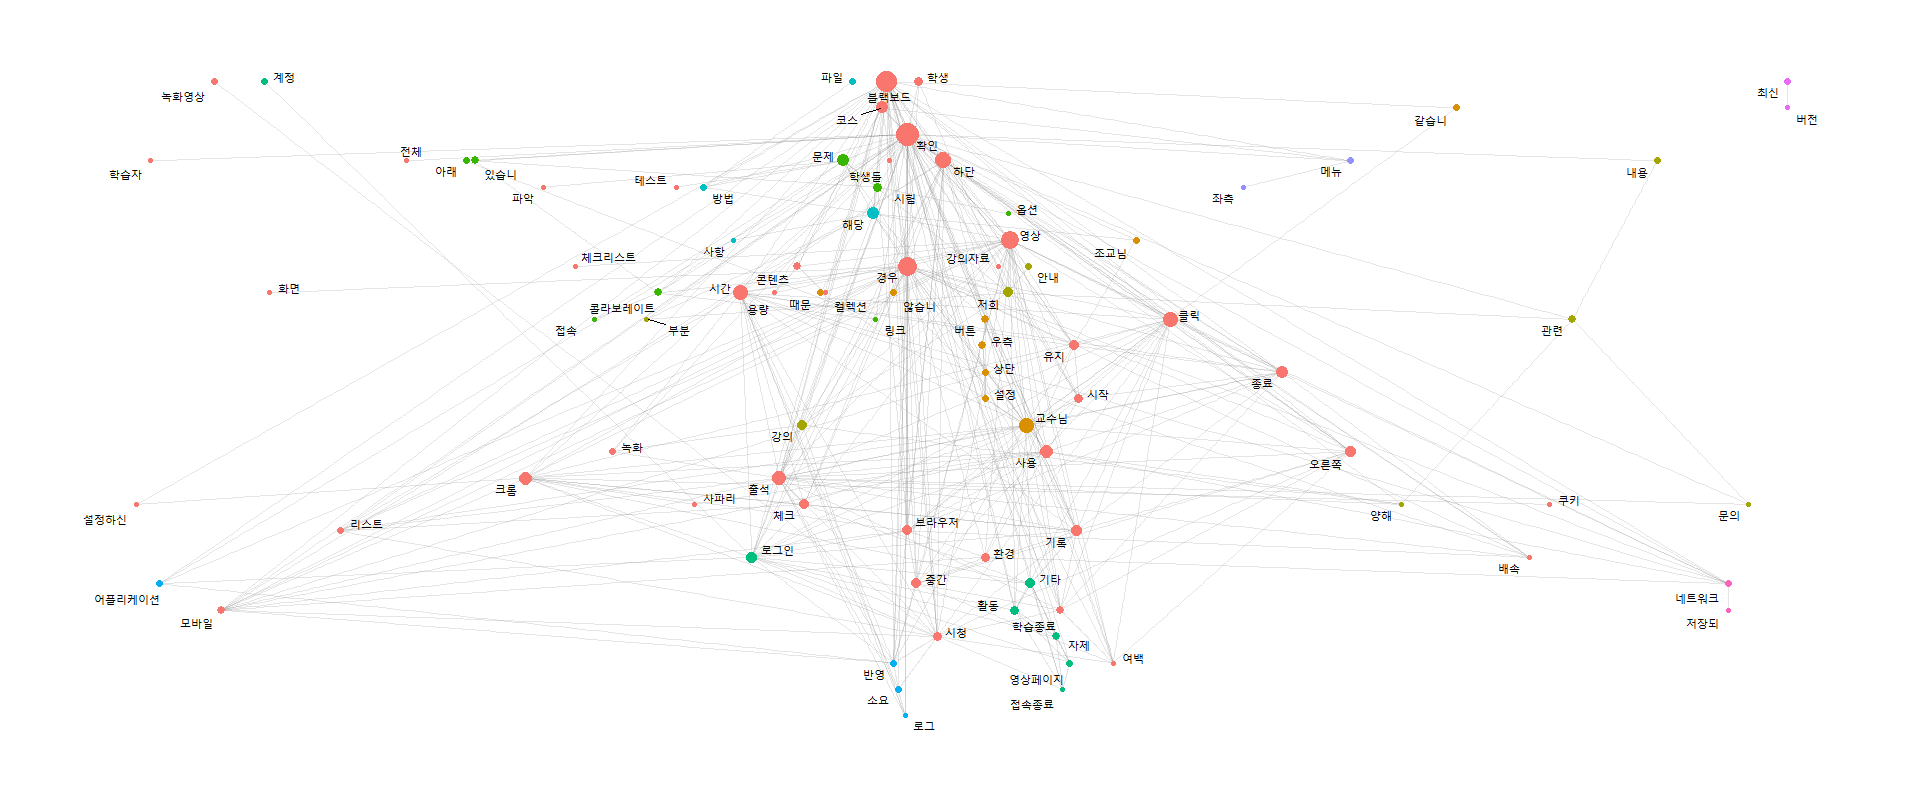 녹화영상
계정
파일
학생
블랙보드
최신
코스
같습니
버전
확인
전체
문제
학습자
아래
있습니
학생들
하단
메뉴
내용
테스트
파악
방법
시험
좌측
해당
옵션
영상
사항
조교님
체크리스트
강의자료
콘텐츠
경우
안내
화면
시간
용량
때문
컬렉션
않습니
저회
콜라보레이트
접속
부분
링크
버튼
클릭
관련
우측
유지
상단
종료
설정
시작
교수님
강의
녹화
사용
오른쪽
크롬
출석
설정하신
사파리
체크
쿠키
양해
문의
리스트
브라우저
기록
로그인
환경
배속
어플리케이션
중간
기타
네트워크
모바일
활동
학습종료
저장되
시청
자제
여백
반영
영상페이지
소요
접속종료
로그